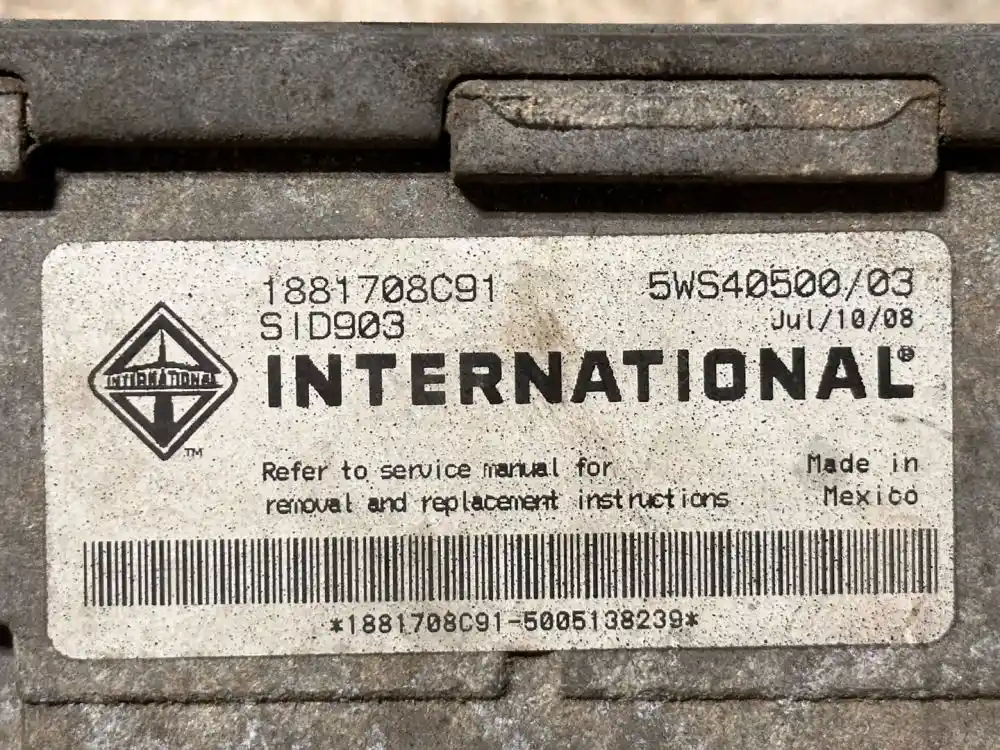 1881708C91 5WS40500/03
SID903 Jul/10/08
INTERNATIONAL
TM
INTERNATIONAL®
Refer to service manual for
removal and replacement instructions
Made in
Mexico
*1881708C91-5005138239*